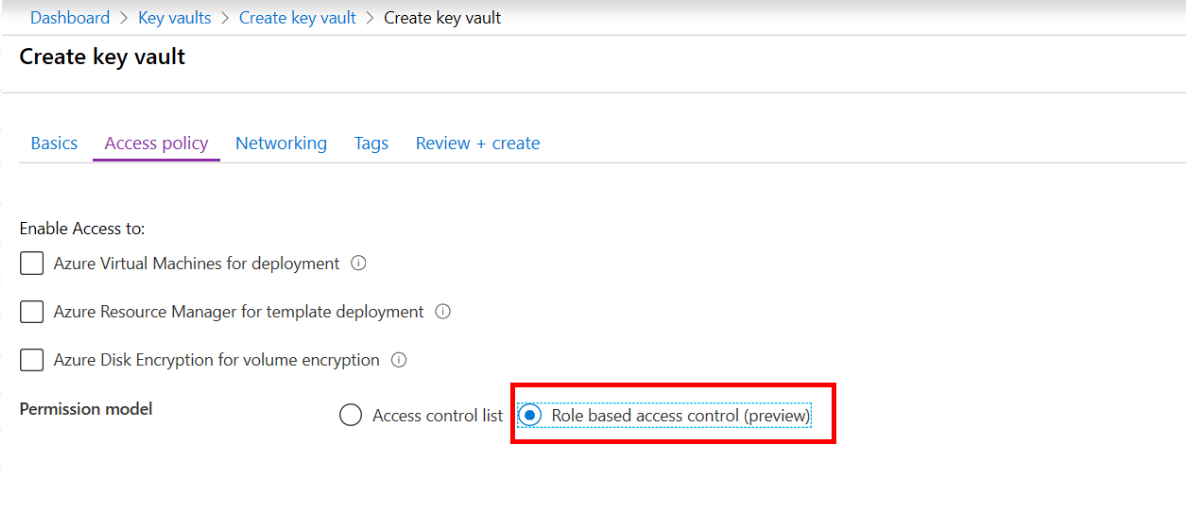 Dashboard > Key vaults > Create key vault > Create key vault
Create key vault
Basics Access policy Networking Tags Review + create
Enable Access to:
Azure Virtual Machines for deployment
Azure Resource Manager for template deployment
Azure Disk Encryption for volume encryption
Permission model Access control list Role based access control (preview)